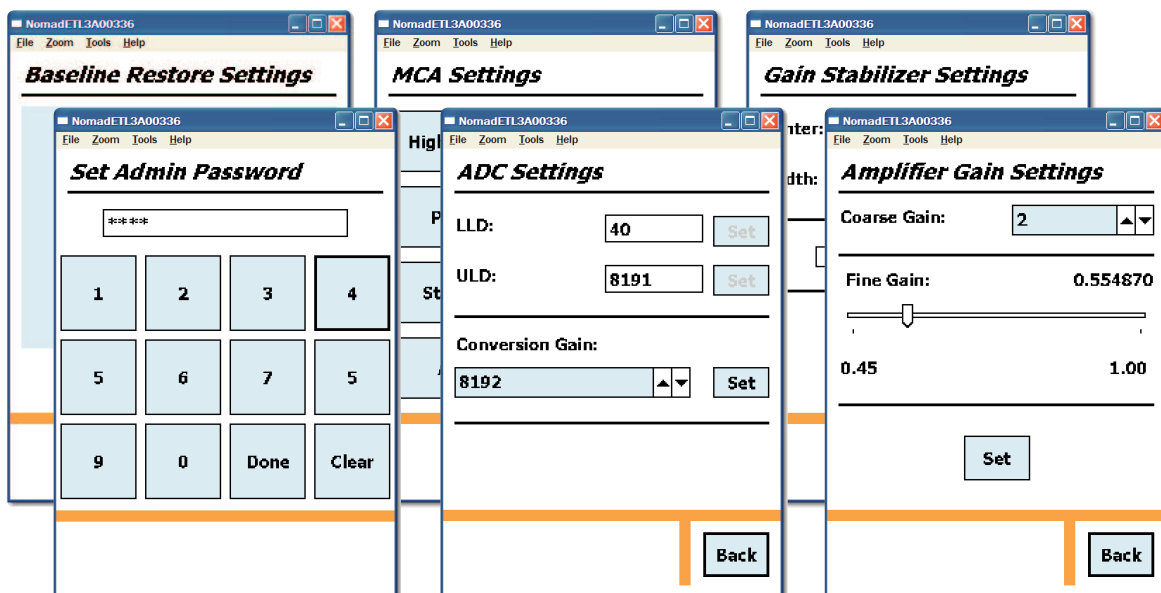 NomadETL3A00336
File Zoom Tools Help
Baseline Restore Settings
NomadETL3A00336
File Zoom Tools Help
MCA Settings
NomadETL3A00336
File Zoom Tools Help
Gain Stabilizer Settings
NomadETL3A00336
File Zoom Tools Help
Set Admin Password
****
1 2 3 4
5 6 7 5
9 0 Done Clear
NomadETL3A00336
File Zoom Tools Help
ADC Settings
LLD: 40 Set
ULD: 8191 Set
Conversion Gain:
8192 Set
Back
NomadETL3A00336
File Zoom Tools Help
Amplifier Gain Settings
Coarse Gain: 2
Fine Gain: 0.554870
0.45 1.00
Set
Back